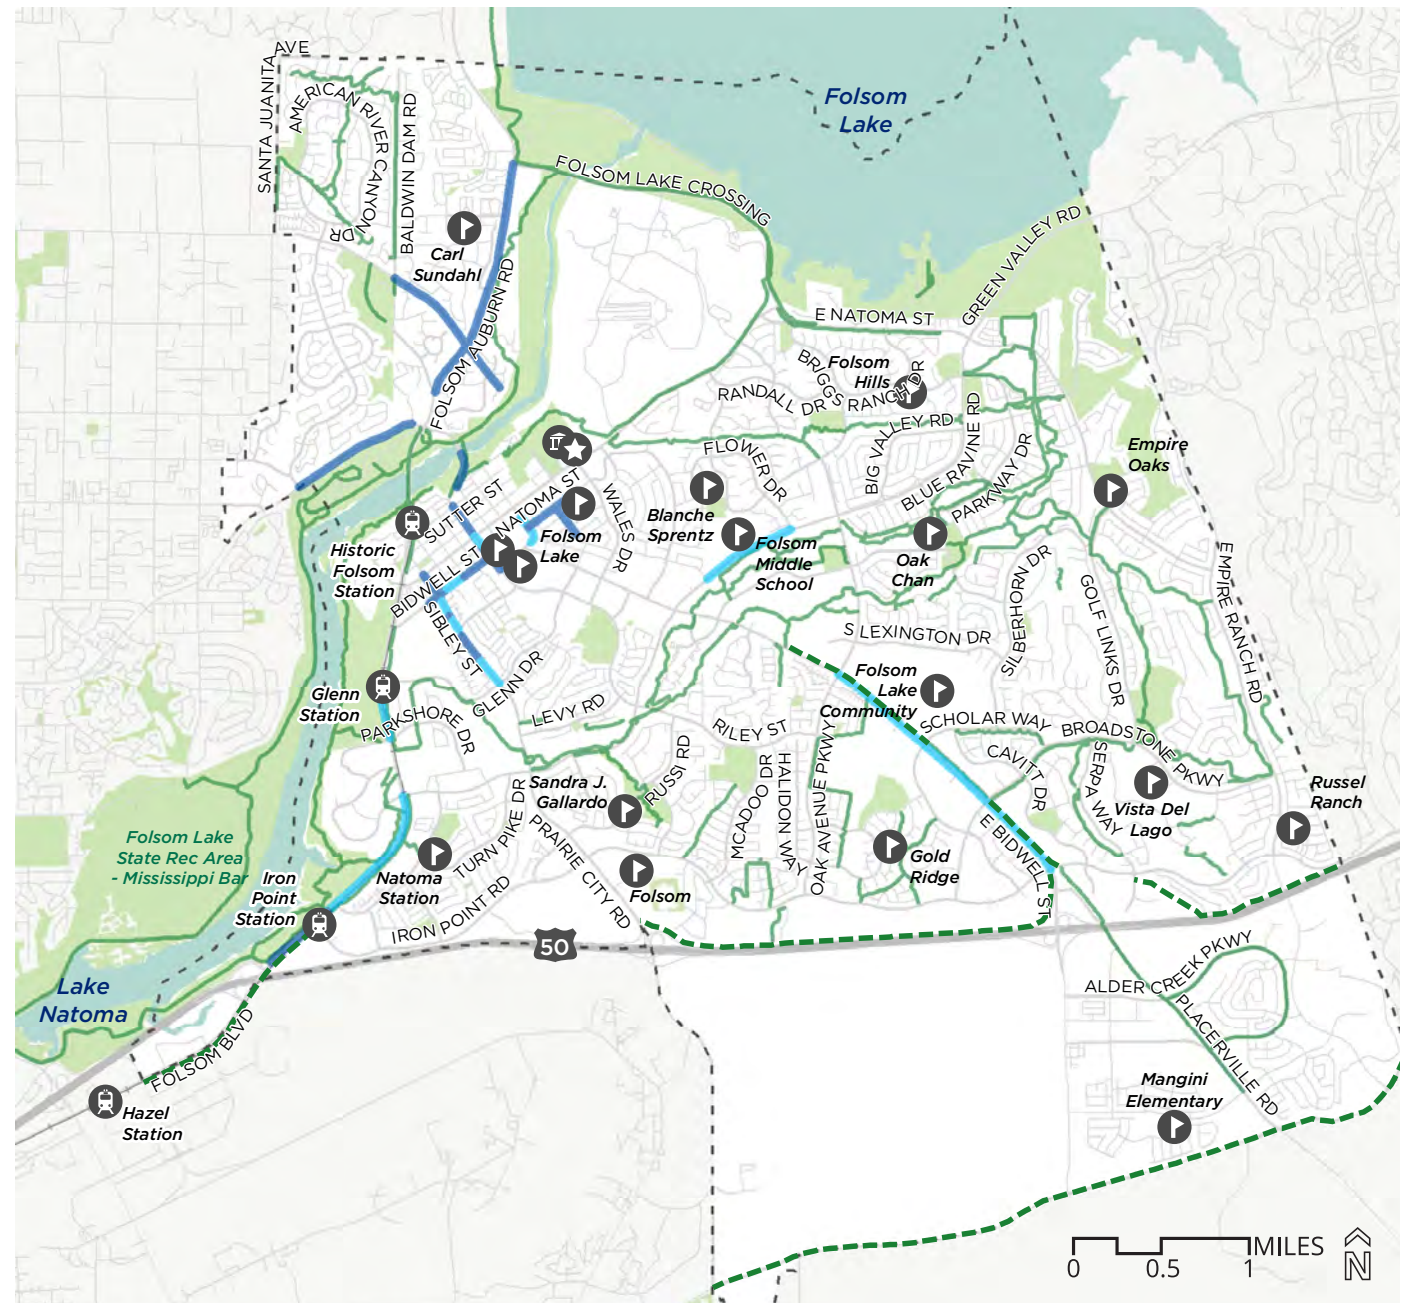 AVE
SANTA JUANITA
AMERICAN RIVER CANYON
DR
BALDWIN DAM RD
Folsom
Lake
FOLSOM LAKE CROSSING
Carl
Sundahl
FOLSOM AUBURN RD
GREEN VALLEY RD
E NATOMA ST
BRIGGS
RANCH DR
Folsom
Hills
RANDALL DR
BIG VALLEY RD
BLUE RAVINE RD
PARKWAY DR
FLOWER DR
Empire
Oaks
SUTTER ST
NATOMA ST
WALES DR
Blanche
Sprentz
Folsom
Middle
School
Oak
Chan
Historic
Folsom
Station
BIDWELL ST
Folsom
Lake
SIBLEY ST
GLENN DR
S LEXINGTON DR
SILBERHORN DR
GOLF LINKS DR
EMPIRE RANCH RD
Glenn
Station
PARKSHORE DR
LEVY RD
RILEY ST
Folsom
Lake
Community
SCHOLAR WAY
BROADSTONE PKWY
CAVITT DR
SERPA WAY
Vista Del
Lago
Russel
Ranch
Sandra J.
Gallardo
RUSSI RD
MCADOO DR
HALIDON WAY
OAK AVENUE PKWY
Gold
Ridge
E BIDWELL ST
Folsom Lake
State Rec Area
- Mississippi Bar
Iron
Point
Station
Natoma
Station
TURN PIKE DR
PRAIRIE CITY RD
Folsom
IRON POINT RD
50
Lake
Natoma
FOLSOM BLVD
Hazel
Station
ALDER CREEK PKWY
PLACERVILLE RD
Mangini
Elementary
MILES
0 0.5 1
N